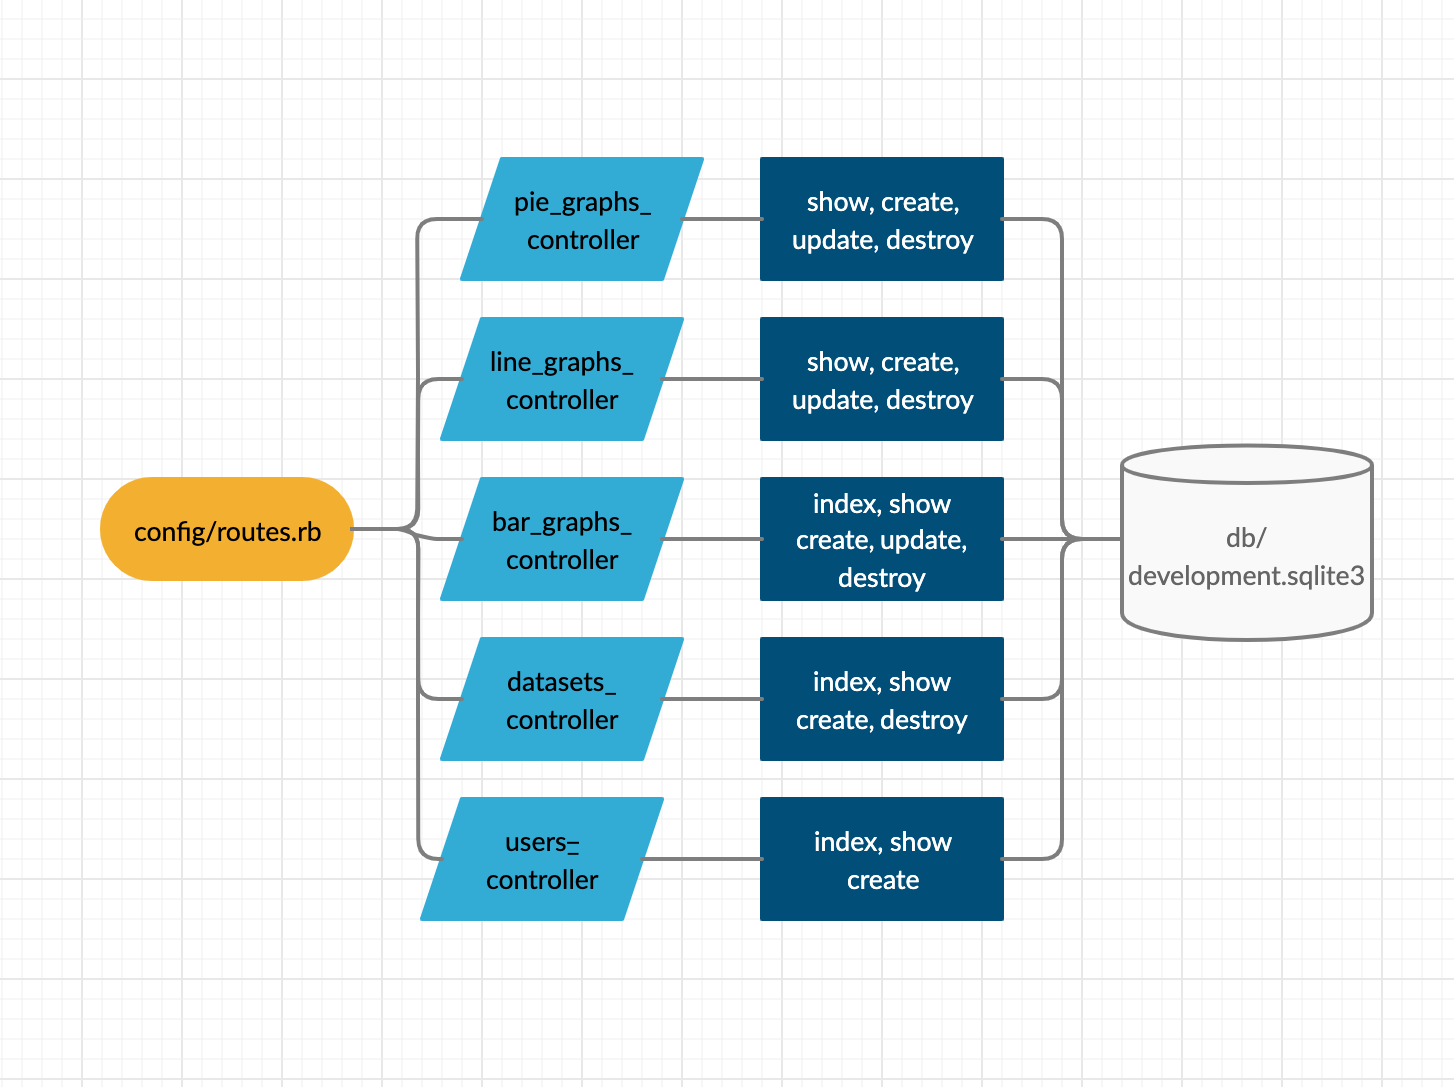 pie_graphs_
controller
show, create,
update, destroy
line_graphs_
controller
show, create,
update, destroy
config/routes.rb
bar_graphs_
controller
index, show
create, update,
destroy
db/
development.sqlite3
datasets_
controller
index, show
create, destroy
users_
controller
index, show
create